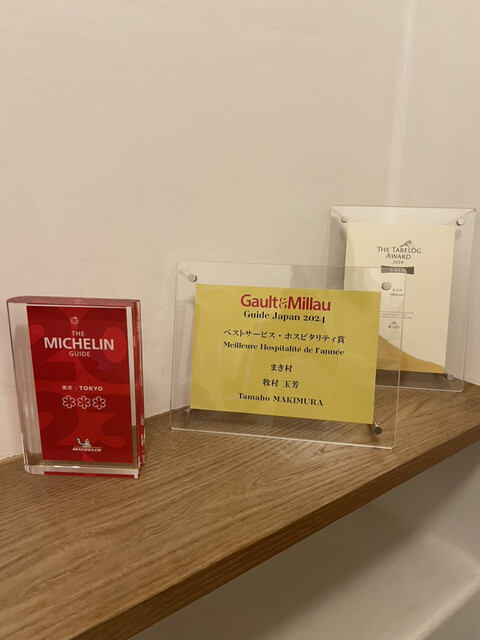 THE
MICHELIN
GUIDE
東京 : TOKYO
MICHELIN
Gault&Millau
Guide Japan 2024
ベストサービス・ホスピタリティ賞
Meilleure Hospitalité de l'année
まき村
牧村 玉芳
Tamaho MAKIMURA
THE TABELOG
AWARD
2024